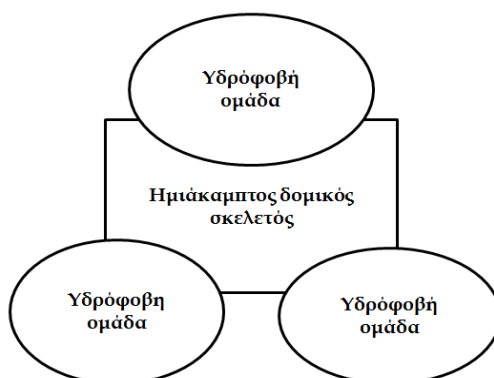 Υδρόφοβή
ομάδα
Ημιάκαμπτος δομικός
σκελετός
Υδρόφοβη
ομάδα
Υδρόφοβή
ομάδα